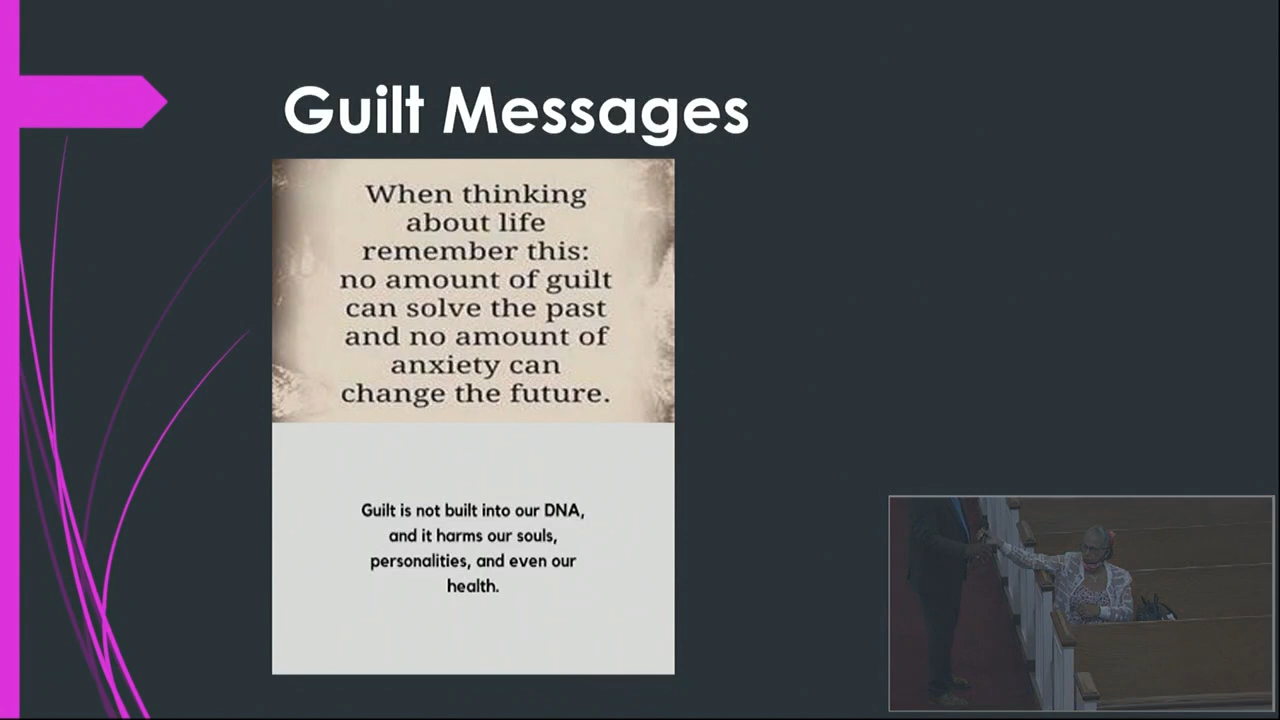 Guilt Messages
When thinking
about life
remember this:
no amount of guilt
can solve the past
and no amount of
anxiety can
change the future.
Guilt is not built into our DNA,
and it harms our souls,
personalities, and even our
health.